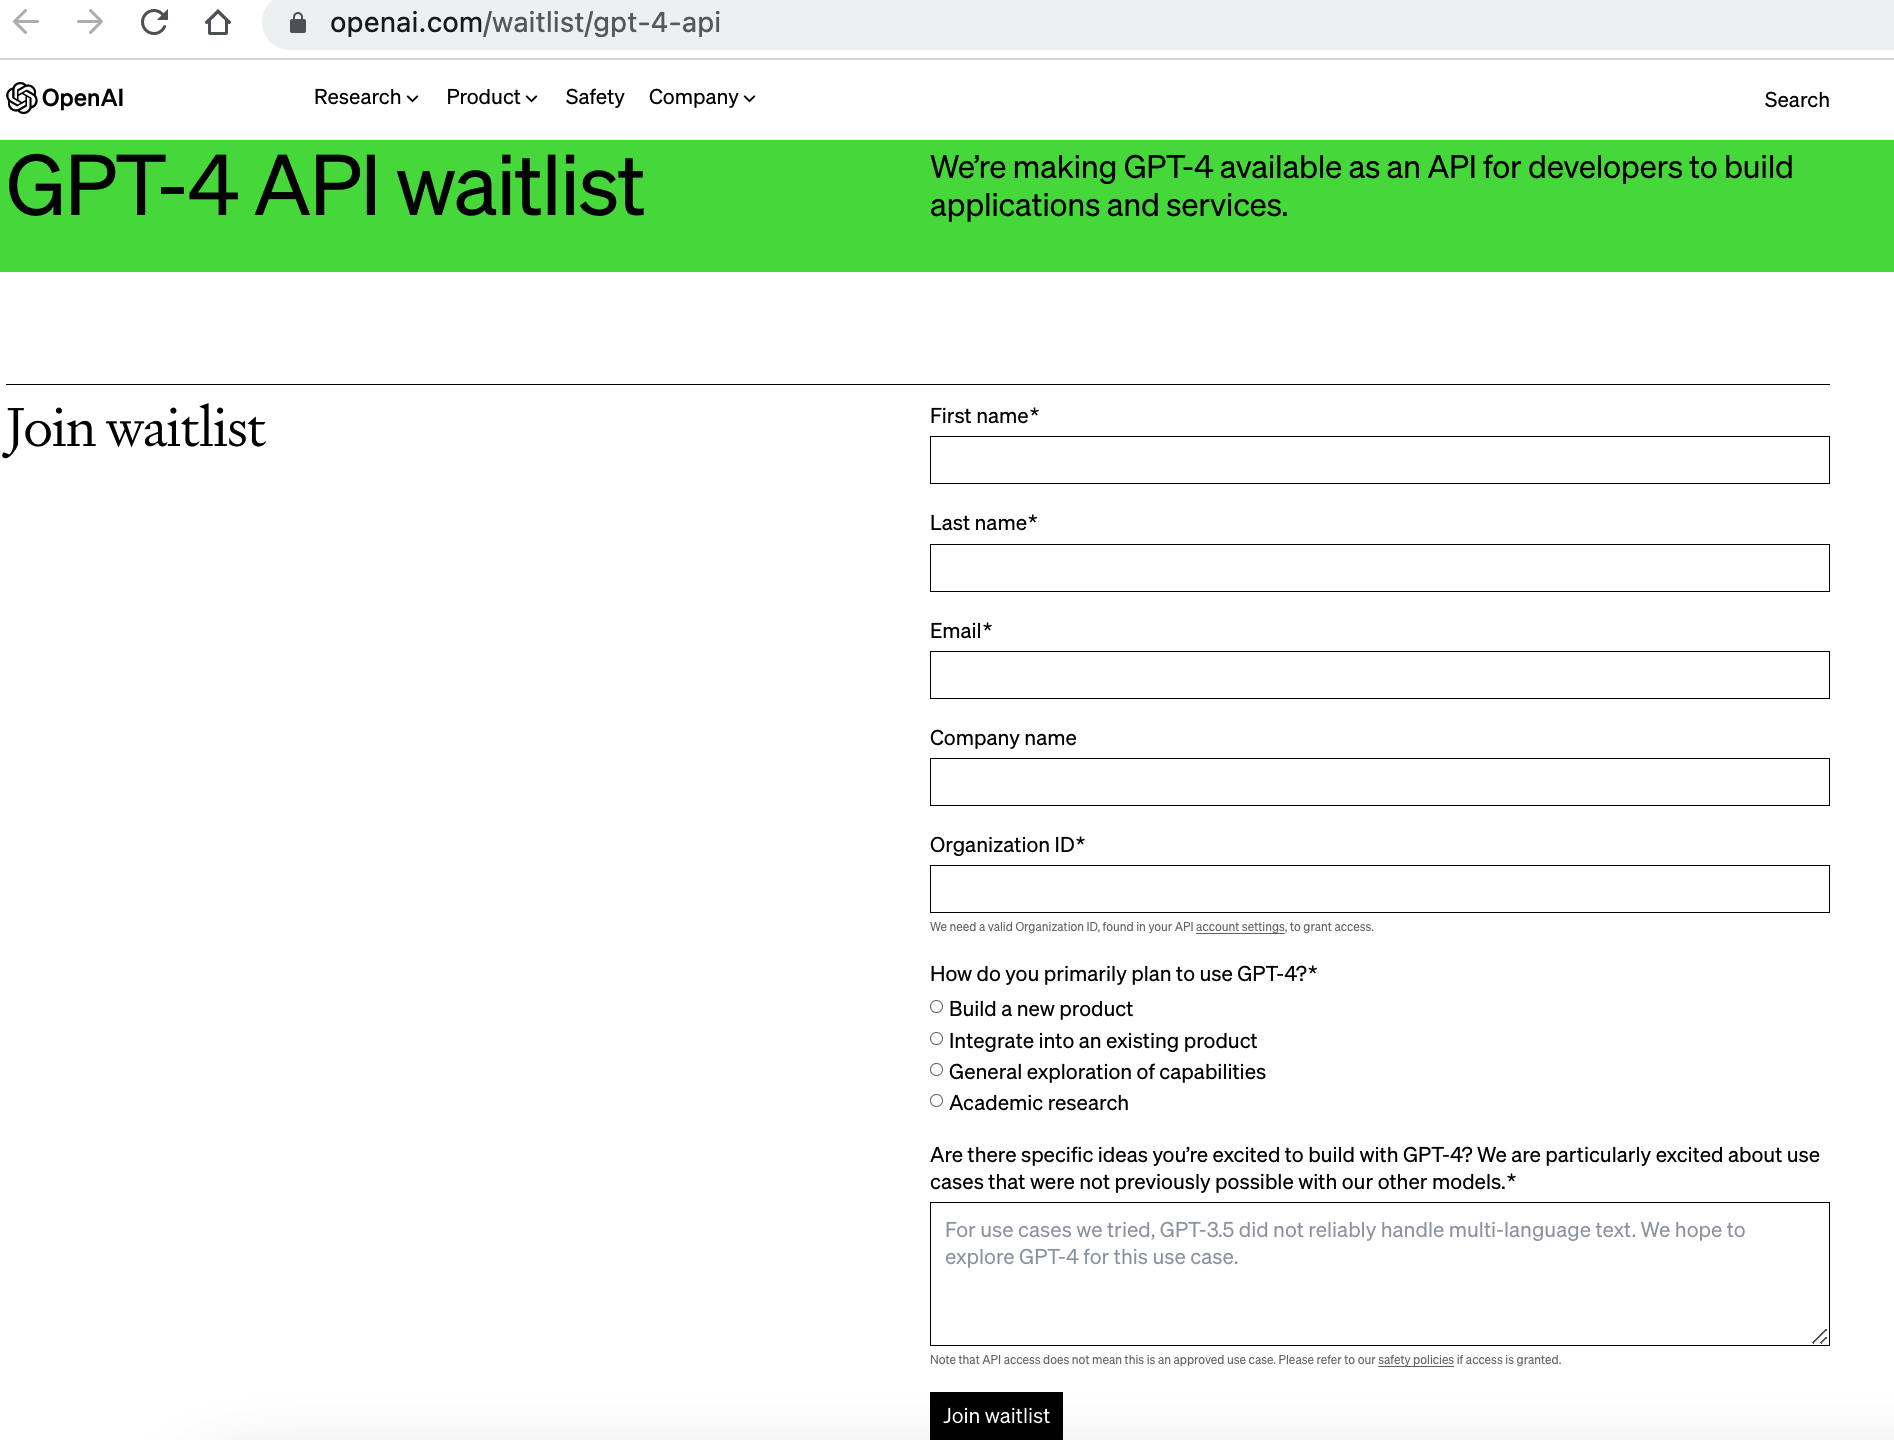 openai.com/waitlist/gpt-4-api
OpenAI
Research
Product
Safety
Company
Search
GPT-4 API waitlist
We’re making GPT-4 available as an API for developers to build
applications and services.
Join waitlist
First name*
Last name*
Email*
Company name
Organization ID*
We need a valid Organization ID, found in your API account settings, to grant access.
How do you primarily plan to use GPT-4?*
Build a new product
Integrate into an existing product
General exploration of capabilities
Academic research
Are there specific ideas you’re excited to build with GPT-4? We are particularly excited about use
cases that were not previously possible with our other models.*
For use cases we tried, GPT-3.5 did not reliably handle multi-language text. We hope to
explore GPT-4 for this use case.
Note that API access does not mean this is an approved use case. Please refer to our safety policies if access is granted.
Join waitlist